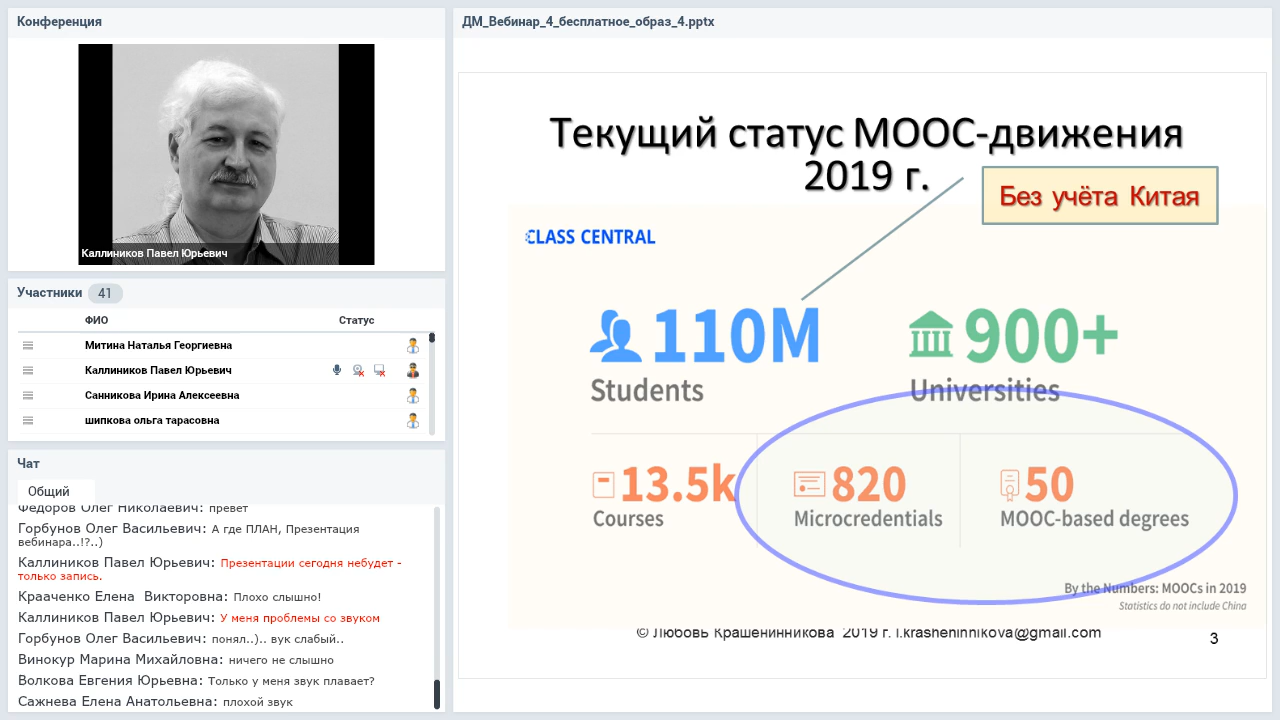 Конференция
Каллиников Павел Юрьевич
Участники 41
ФИО Статус
Митина Наталья Георгиевна
Каллиников Павел Юрьевич
Санникова Ирина Алексеевна
шипкова ольга тарасовна
Чат
Общий
Федоров Олег Николаевич: превет
Горбунов Олег Васильевич: А где ПЛАН, Презентация
вебинара..!?..)
Каллиников Павел Юрьевич: Презентации сегодня небудет -
только запись.
Крааченко Елена Викторовна: Плохо слышно!
Каллиников Павел Юрьевич: У меня проблемы со звуком
Горбунов Олег Васильевич: понял..).. вук слабый..
Винокур Марина Михайловна: ничего не слышно
Волкова Евгения Юрьевна: Только у меня звук плавает?
Сажнева Елена Анатольевна: плохой звук
ДМ_Вебинар_4_бесплатное_образ_4.pptx
Текущий статус МООС-движения
2019 г.
Без учёта Китая
CLASS CENTRAL
110M
Students
900+
Universities
13.5k
Courses
820
Microcredentials
50
MOOC-based degrees
By the Numbers: MOOCs in 2019
Statistics do not include China
© Любовь Крашенинникова 2019 г. l.krasheninnikova@gmail.com
3